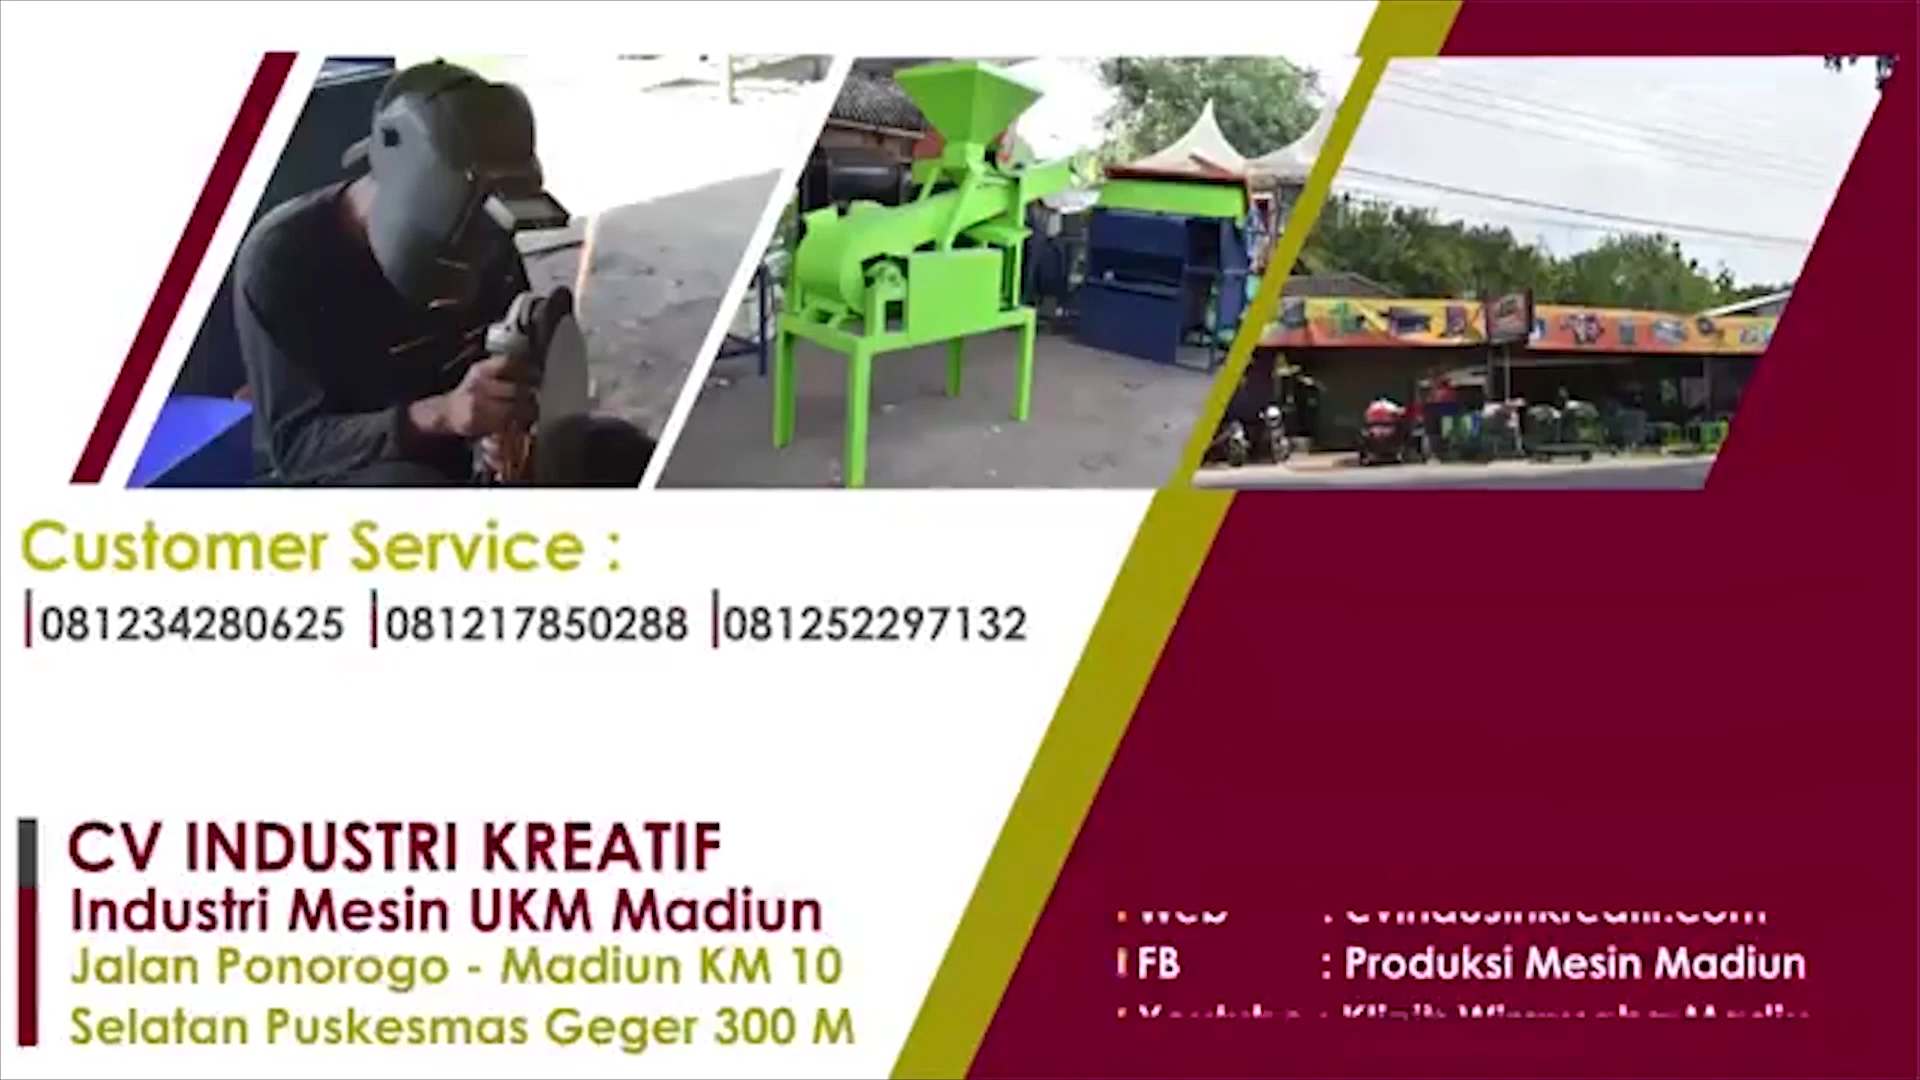 Customer Service :
081234280625 081217850288 081252297132
CV INDUSTRI KREATIF
Industri Mesin UKM Madiun
Jalan Ponorogo - Madiun KM 10
Selatan Puskesmas Geger 300 M
Web :
FB : Produksi Mesin Madiun